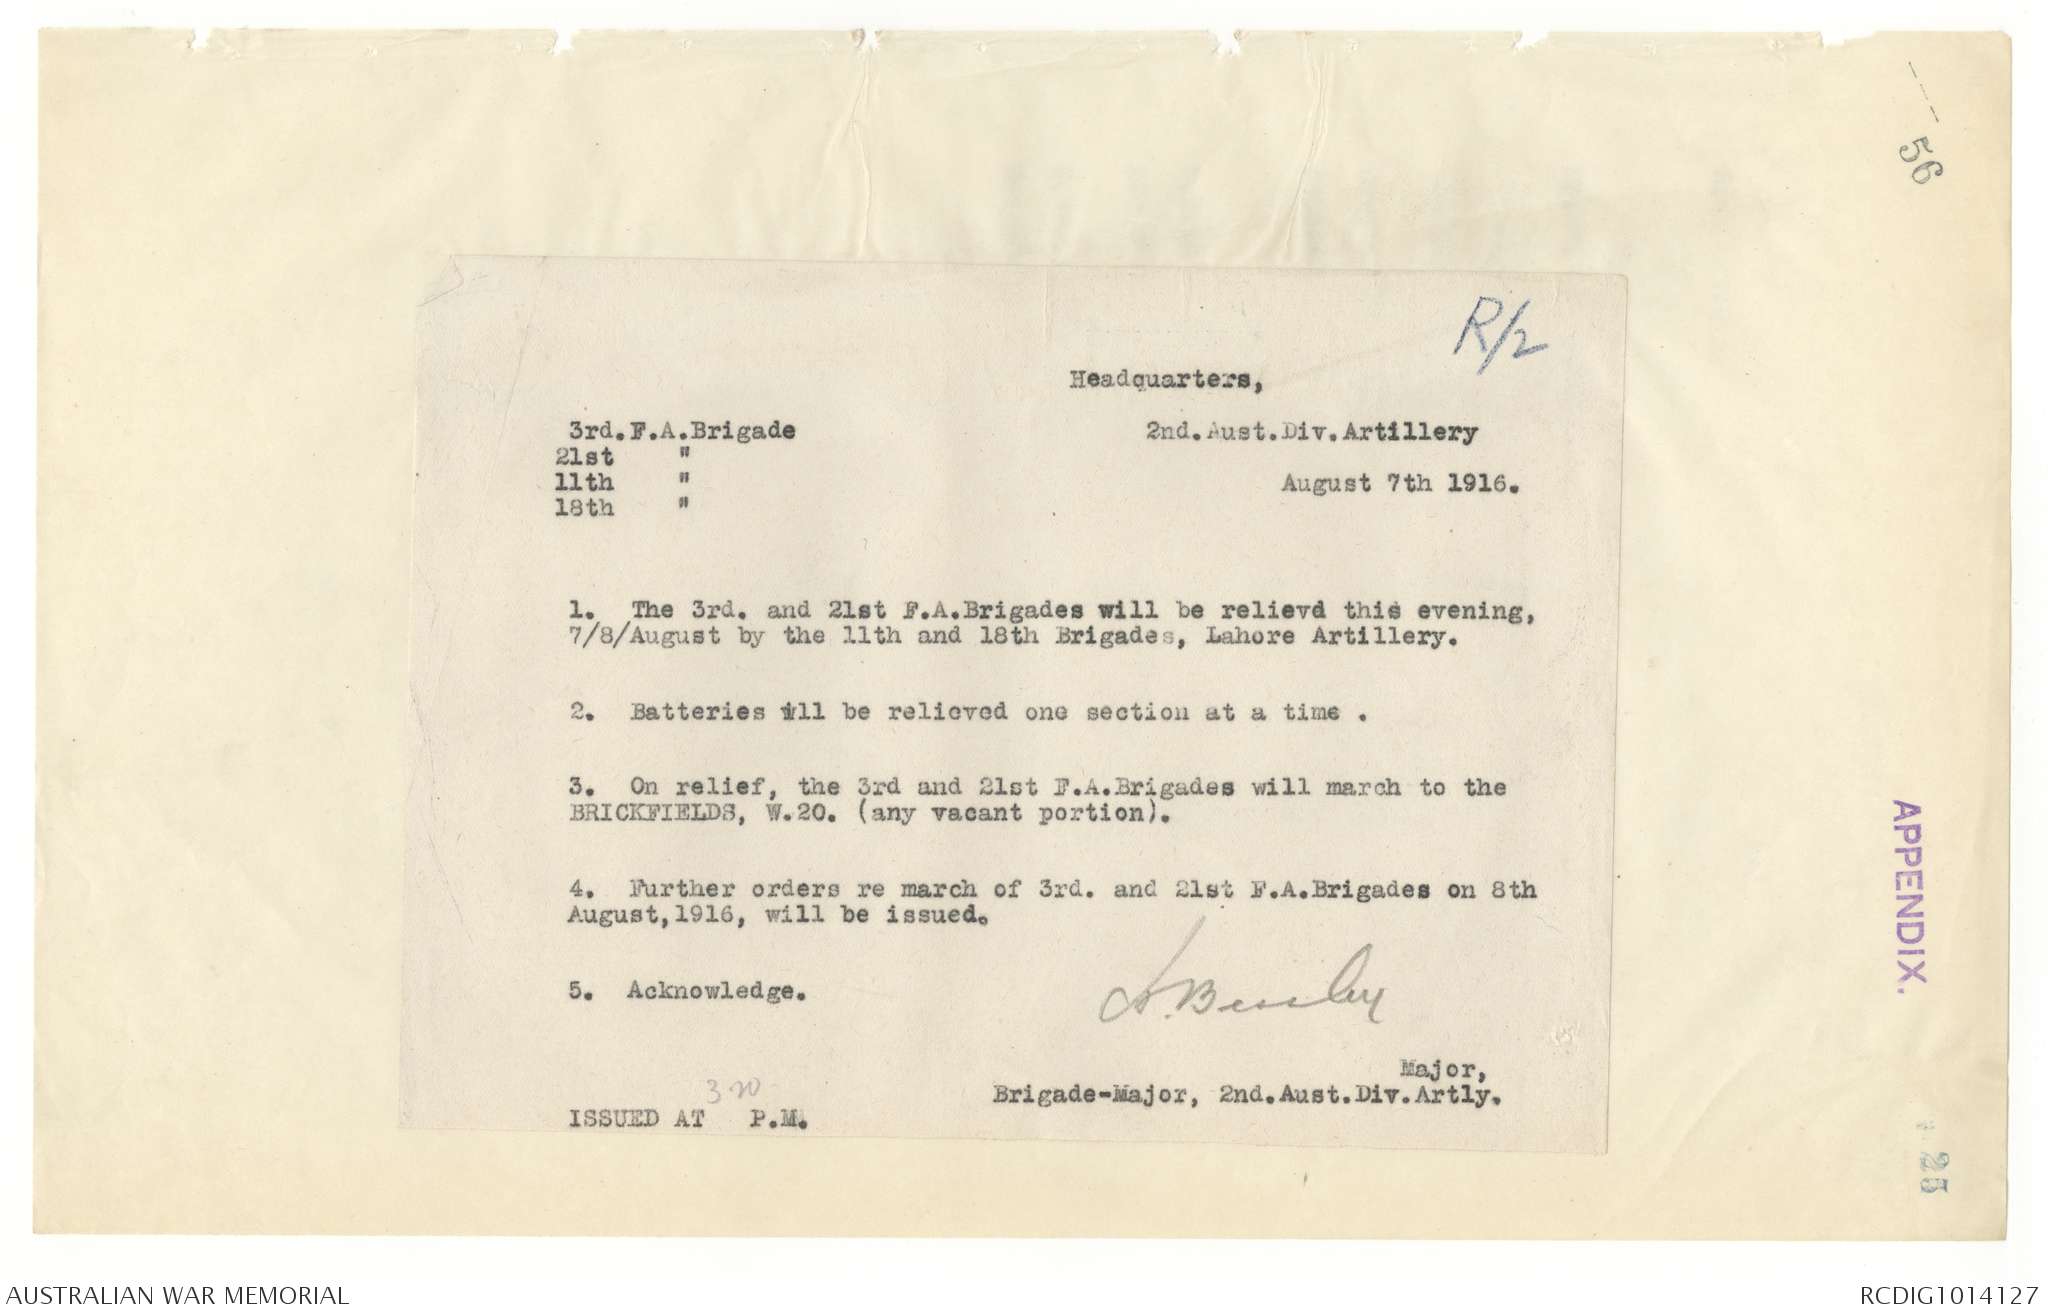 56
R/2
Headquarters,
3rd.F.A.Brigade 2nd.Aust.Div.Artillery
21st "
11th " August 7th 1916.
18th "
1. The 3rd. and 21st F.A.Brigades will be relievd this evening,
7/8/August by the 11th and 18th Brigades, Lahore Artillery.
2. Batteries will be relieved one section at a time .
3. On relief, the 3rd and 21st F.A.Brigades will march to the
BRICKFIELDS, W.20. (any vacant portion).
4. Further orders re march of 3rd. and 21st F.A.Brigades on 8th
August,1916, will be issued.
5. Acknowledge.
Major,
Brigade-Major, 2nd.Aust.Div.Artly.
ISSUED AT 3 20 P.M.
APPENDIX.
25
AUSTRALIAN WAR MEMORIAL
RCDIG1014127